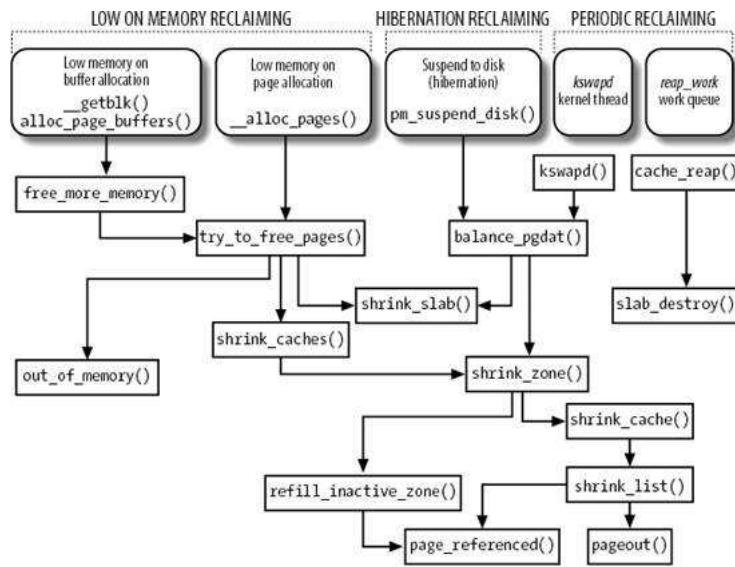 LOW ON MEMORY RECLAIMING
HIBERNATION RECLAIMING
PERIODIC RECLAIMING
Low memory on
buffer allocation
__getblk()
alloc_page_buffers()
Low memory on
page allocation
__alloc_pages()
Suspend to disk
(hibernation)
pm_suspend_disk()
kswapd
kernel thread
reap_work
work queue
free_more_memory()
kswapd()
cache_reap()
try_to_free_pages()
balance_pgdat()
shrink_slab()
slab_destroy()
shrink_caches()
out_of_memory()
shrink_zone()
shrink_cache()
refill_inactive_zone()
shrink_list()
page_referenced()
pageout()